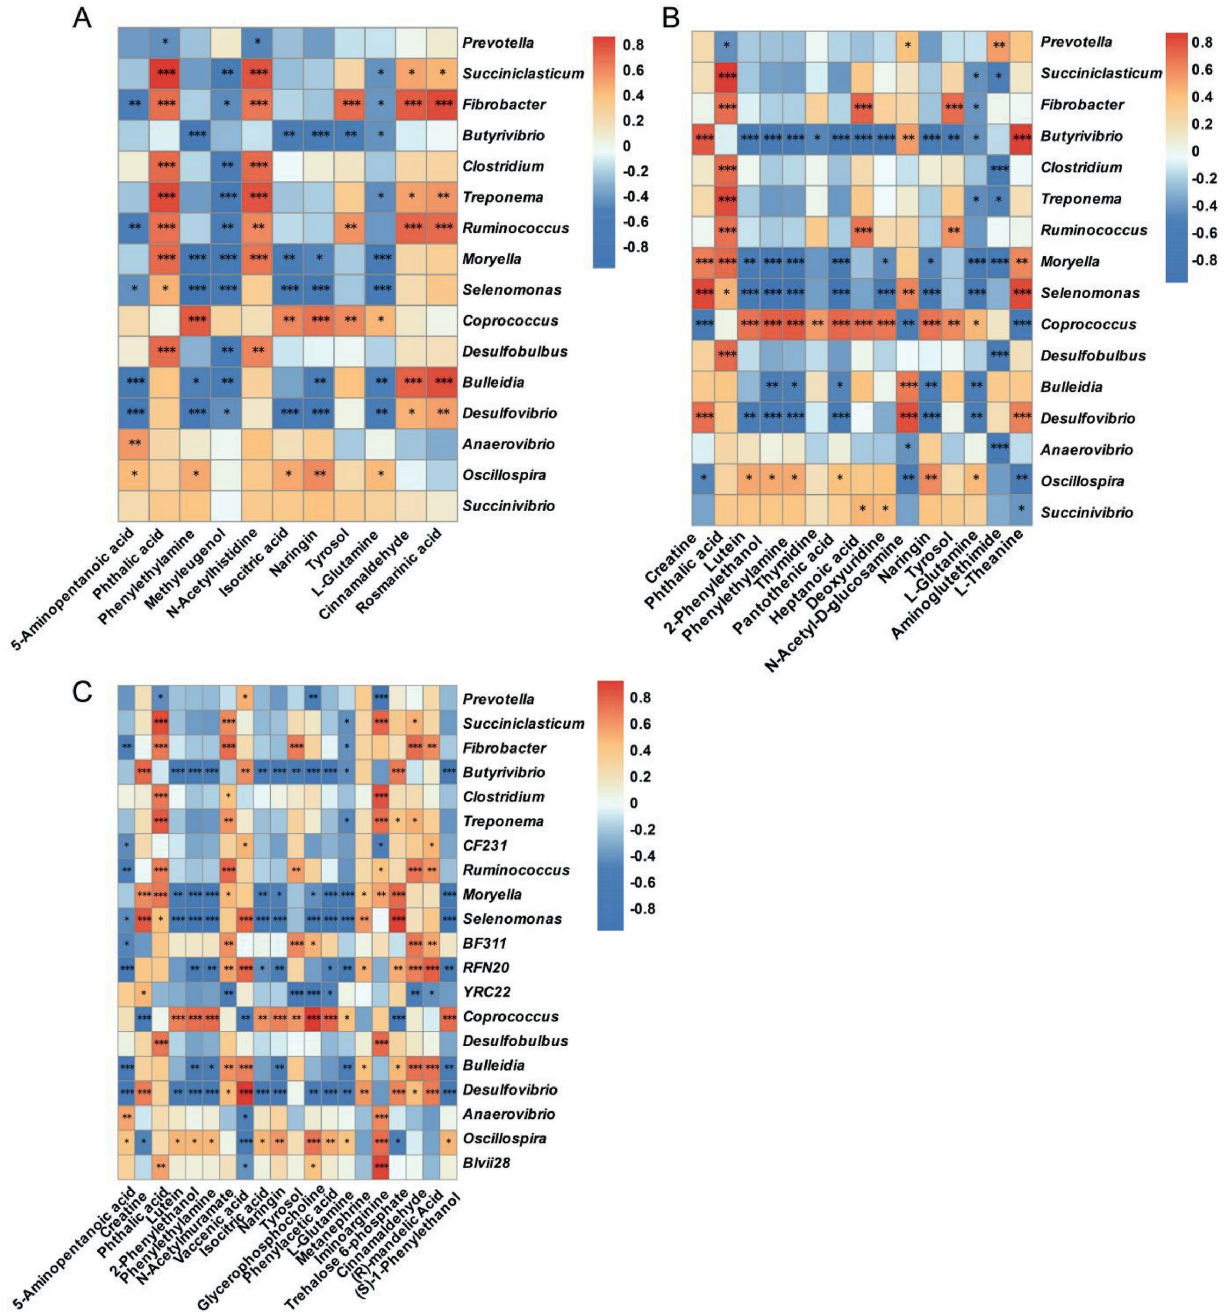 A
Prevotella
Succiniclasticum
Fibrobacter
Butyrivibrio
Clostridium
Treponema
Ruminococcus
Moryella
Selenomonas
Coprococcus
Desulfobulbus
Bulleidia
Desulfovibrio
Anaerovibrio
Oscillospira
Succinivibrio
0.8
0.6
0.4
0.2
0
-0.2
-0.4
-0.6
-0.8
5-Aminopentanoic acid
Phthalic acid
Phenylethylamine
Methyleugenol
N-Acetylhistidine
Isocitric acid
Naringin
Tyrosol
L-Glutamine
Cinnamaldehyde
Rosmarinic acid
B
Prevotella
Succiniclasticum
Fibrobacter
Butyrivibrio
Clostridium
Treponema
Ruminococcus
Moryella
Selenomonas
Coprococcus
Desulfobulbus
Bulleidia
Desulfovibrio
Anaerovibrio
Oscillospira
Succinivibrio
0.8
0.6
0.4
0.2
0
-0.2
-0.4
-0.6
-0.8
Creatine
Phthalic acid
Lutein
2-Phenylethanol
Phenylethylamine
Thymidine
Pantothenic acid
Heptanoic acid
Deoxyuridine
N-Acetyl-D-glucosamine
Naringin
Tyrosol
L-Glutamine
Aminoglutethimide
L-Theanine
C
Prevotella
Succiniclasticum
Fibrobacter
Butyrivibrio
Clostridium
Treponema
CF231
Ruminococcus
Moryella
Selenomonas
BF311
RFN20
YRC22
Coprococcus
Desulfobulbus
Bulleidia
Desulfovibrio
Anaerovibrio
Oscillospira
Blvii28
0.8
0.6
0.4
0.2
0
-0.2
-0.4
-0.6
-0.8
5-Aminopentanoic acid
Creatine
Phthalic acid
Lutein
2-Phenylethanol
Phenylethylamine
N-Acetylmuramate
Vaccenic acid
Isocitric acid
Naringin
Tyrosol
Glycerophosphocholine
Phenylacetic acid
L-Glutamine
Metanephrine
Iminoarginine
Trehalose 6-phosphate
Cinnamaldehyde
(R)-mandelic Acid
(S)-1-Phenylethanol